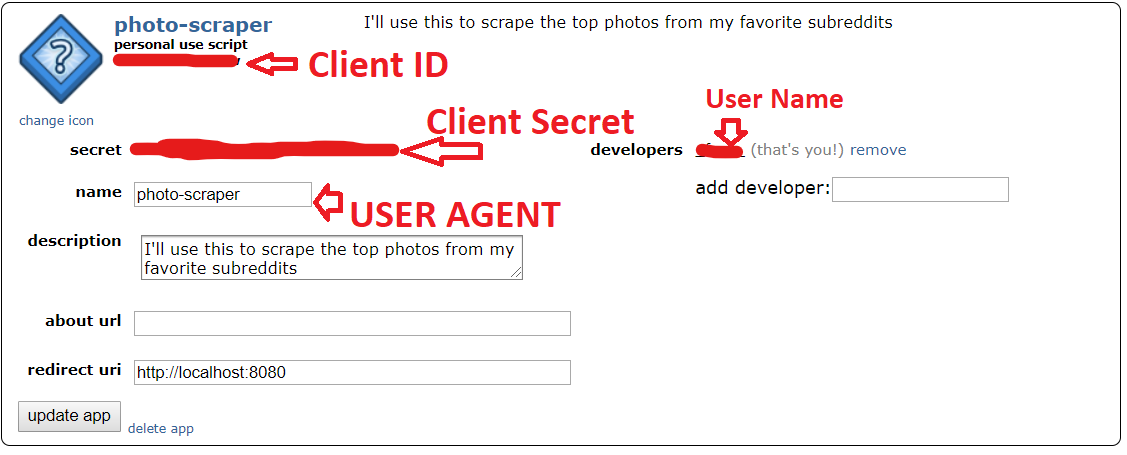 photo-scraper
I'll use this to scrape the top photos from my favorite subreddits
personal use script
Client ID
change icon
User Name
Client Secret
secret
developers (that's you!) remove
name photo-scraper
add developer:
USER AGENT
description I'll use this to scrape the top photos from my
favorite subreddits
about url
redirect uri http://localhost:8080
update app
delete app